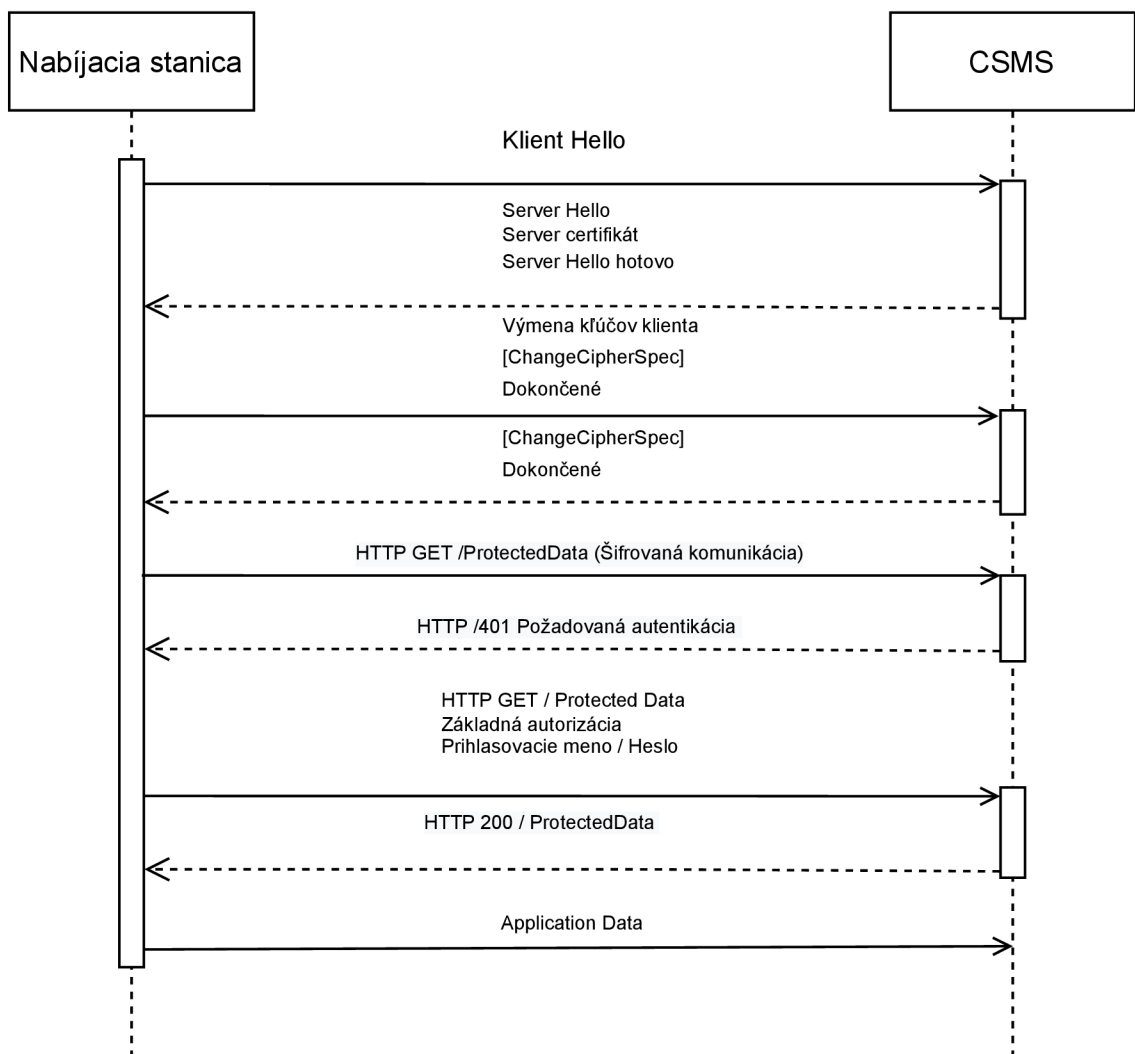 Nabíjacia stanica
CSMS
Klient Hello
Server Hello
Server certifikát
Server Hello hotovo
Výmena kľúčov klienta
[ChangeCipherSpec]
Dokončené
[ChangeCipherSpec]
Dokončené
HTTP GET /ProtectedData (Šifrovaná komunikácia)
HTTP /401 Požadovaná autentikácia
HTTP GET / Protected Data
Základná autorizácia
Prihlasovacie meno / Heslo
HTTP 200 / ProtectedData
Application Data